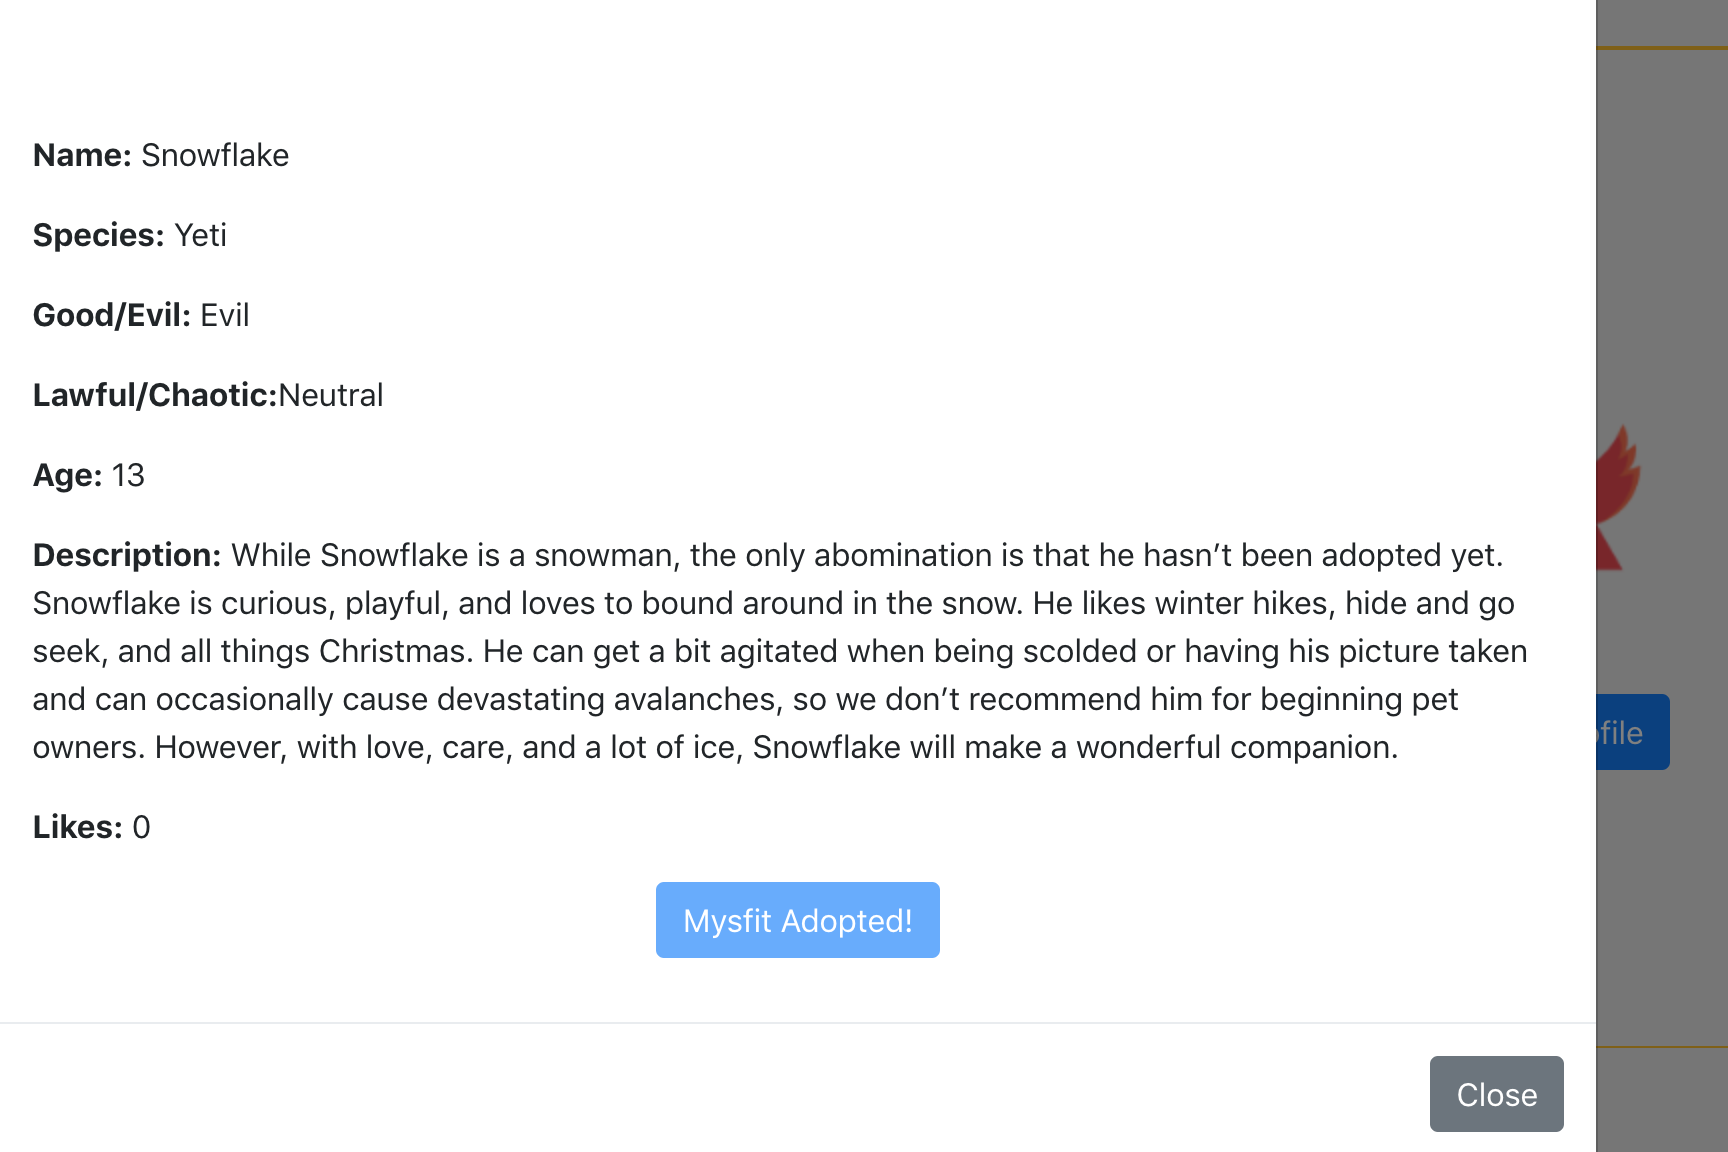 Name: Snowflake
Species: Yeti
Good/Evil: Evil
Lawful/Chaotic:Neutral
Age: 13
Description: While Snowflake is a snowman, the only abomination is that he hasn’t been adopted yet.
Snowflake is curious, playful, and loves to bound around in the snow. He likes winter hikes, hide and go
seek, and all things Christmas. He can get a bit agitated when being scolded or having his picture taken
and can occasionally cause devastating avalanches, so we don’t recommend him for beginning pet
owners. However, with love, care, and a lot of ice, Snowflake will make a wonderful companion.
Likes: 0
Mysfit Adopted!
Close